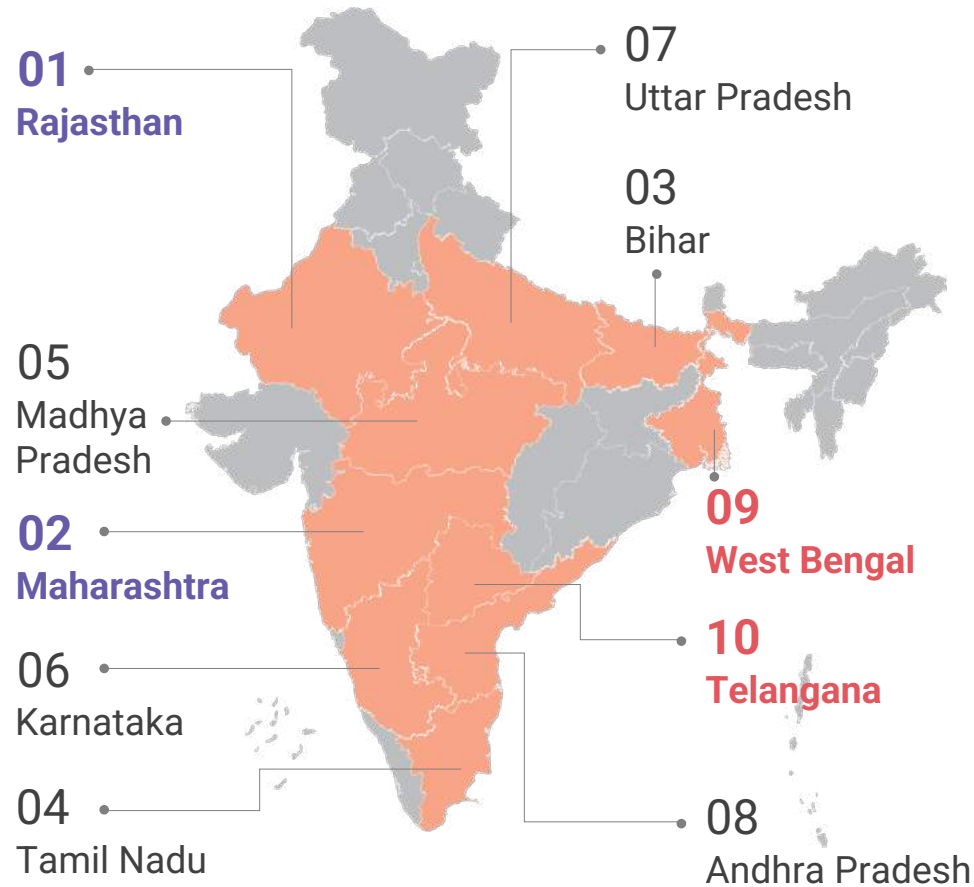 01
Rajasthan
07
Uttar Pradesh
03
Bihar
05
Madhya
Pradesh
02
Maharashtra
09
West Bengal
10
Telangana
06
Karnataka
04
Tamil Nadu
08
Andhra Pradesh